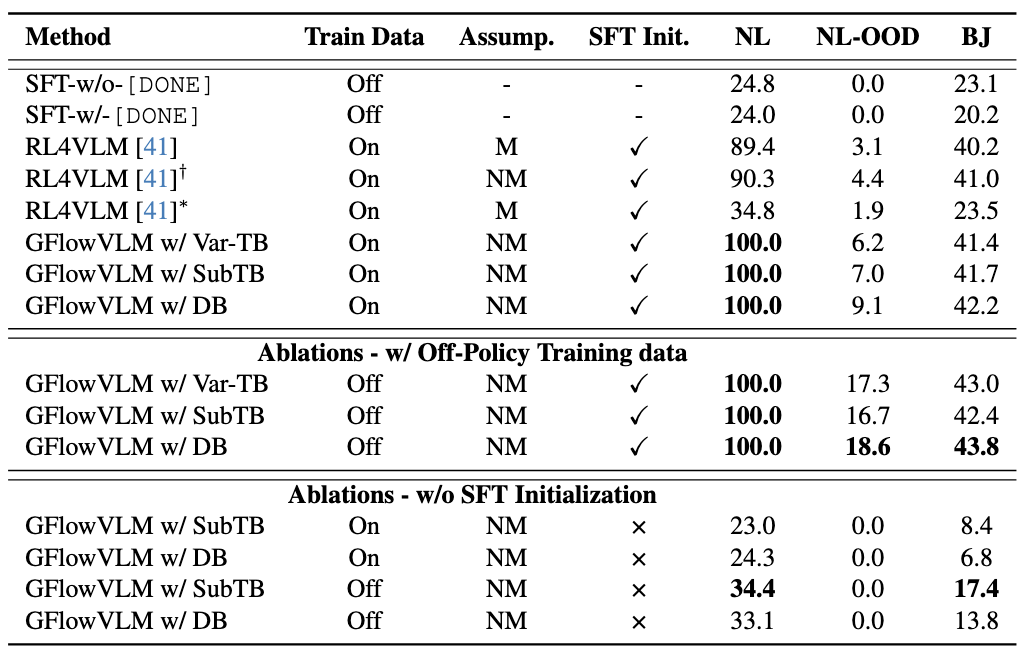 Method Train Data Assump. SFT Init. NL NL-OOD BJ
SFT-w/o-[DONE] Off - - 24.8 0.0 23.1
SFT-w/-[DONE] Off - - 24.0 0.0 20.2
RL4VLM [41] On M ✓ 89.4 3.1 40.2
RL4VLM [41]† On NM ✓ 90.3 4.4 41.0
RL4VLM [41]* On M ✓ 34.8 1.9 23.5
GFlowVLM w/ Var-TB On NM ✓ 100.0 6.2 41.4
GFlowVLM w/ SubTB On NM ✓ 100.0 7.0 41.7
GFlowVLM w/ DB On NM ✓ 100.0 9.1 42.2
Ablations - w/ Off-Policy Training data
GFlowVLM w/ Var-TB Off NM ✓ 100.0 17.3 43.0
GFlowVLM w/ SubTB Off NM ✓ 100.0 16.7 42.4
GFlowVLM w/ DB Off NM ✓ 100.0 18.6 43.8
Ablations - w/o SFT Initialization
GFlowVLM w/ SubTB On NM × 23.0 0.0 8.4
GFlowVLM w/ DB On NM × 24.3 0.0 6.8
GFlowVLM w/ SubTB Off NM × 34.4 0.0 17.4
GFlowVLM w/ DB Off NM × 33.1 0.0 13.8